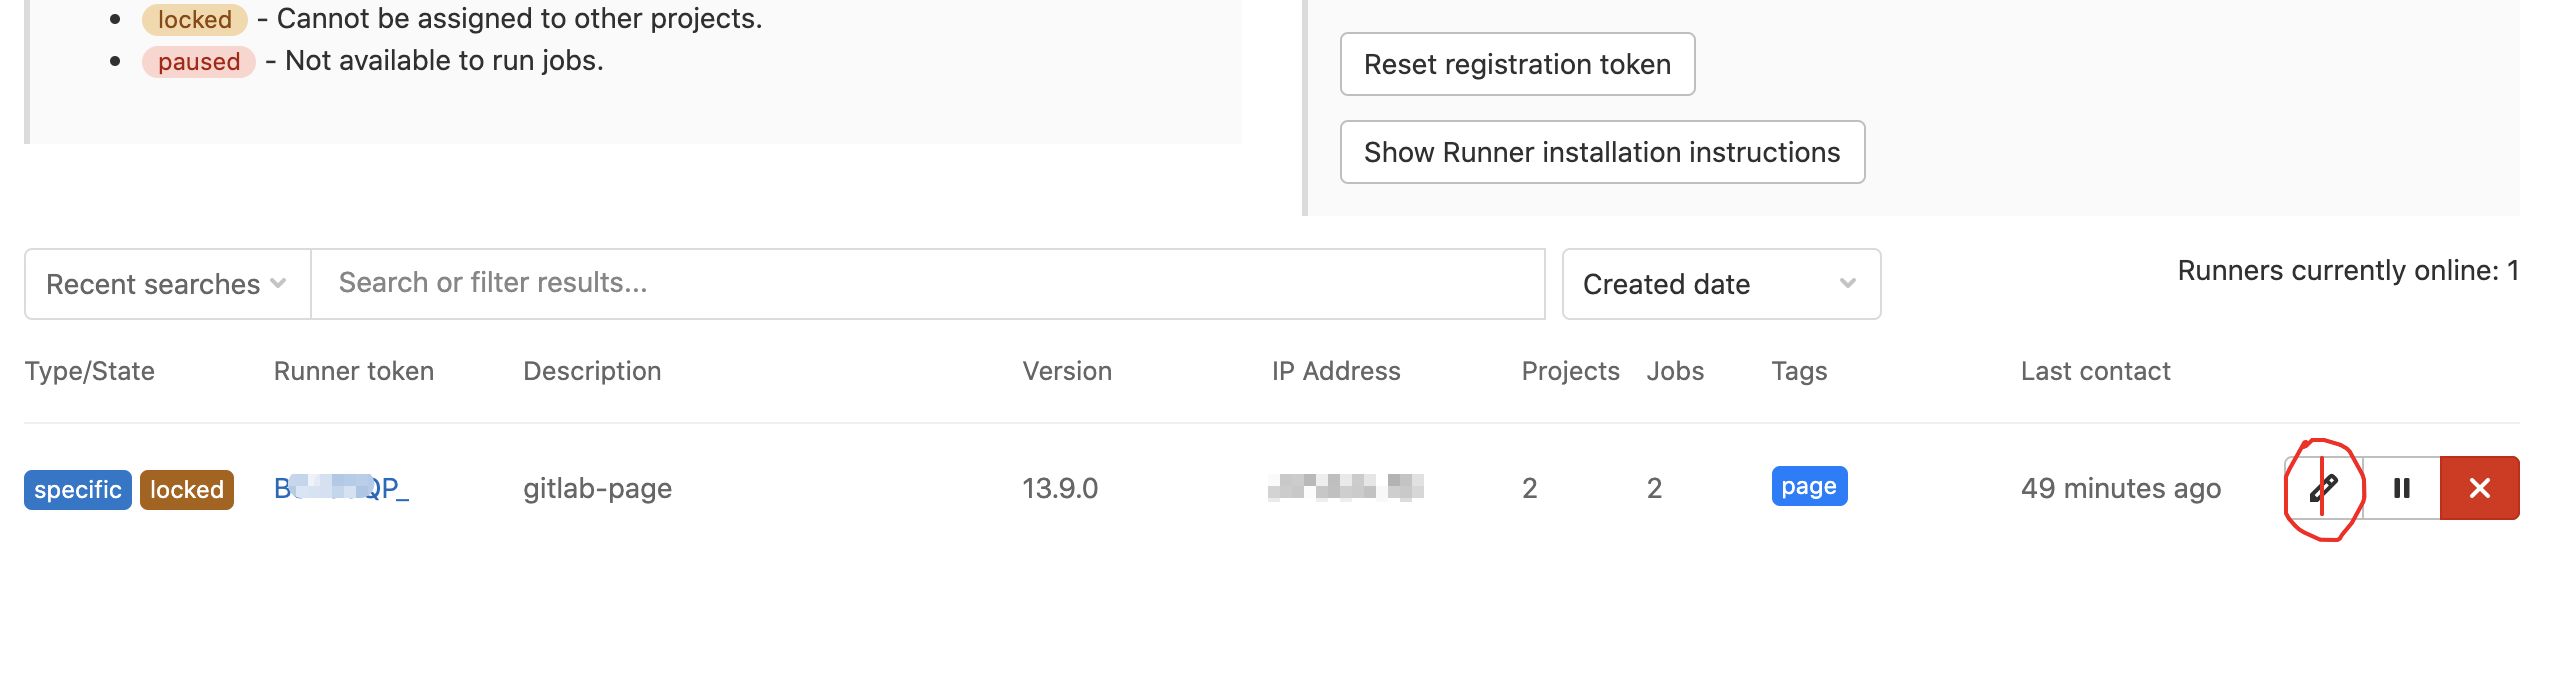 locked - Cannot be assigned to other projects.
paused - Not available to run jobs.
Reset registration token
Show Runner installation instructions
Recent searches
Search or filter results...
Created date
Runners currently online: 1
Type/State Runner token Description Version IP Address Projects Jobs Tags Last contact
specific locked QP_ gitlab-page 13.9.0 2 2 page 49 minutes ago